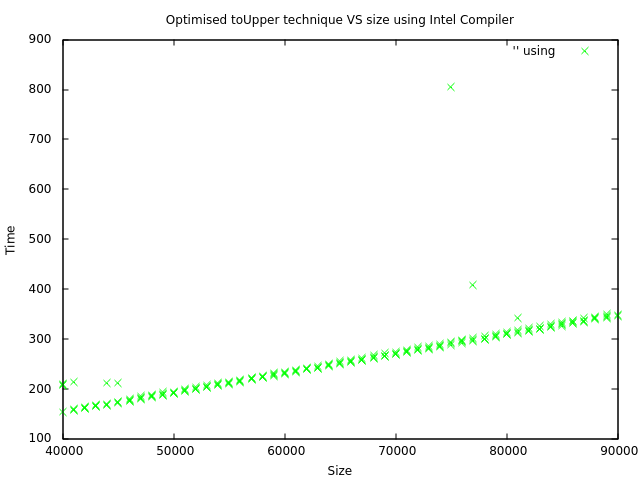 Optimised toUpper technique VS size using Intel Compiler
900
'' using
800
700
600
500
Time
400
300
200
100
40000 50000 60000 70000 80000 90000
Size